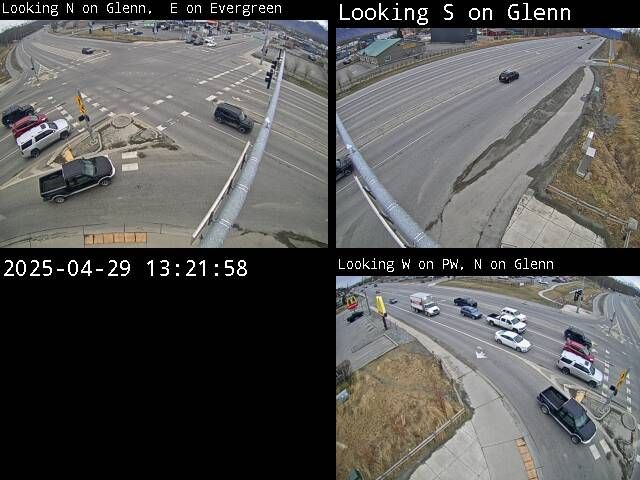 Looking N on Glenn,  E on Evergreen
Looking S on Glenn
2025-04-29 13:21:58
Looking W on PW, N on Glenn